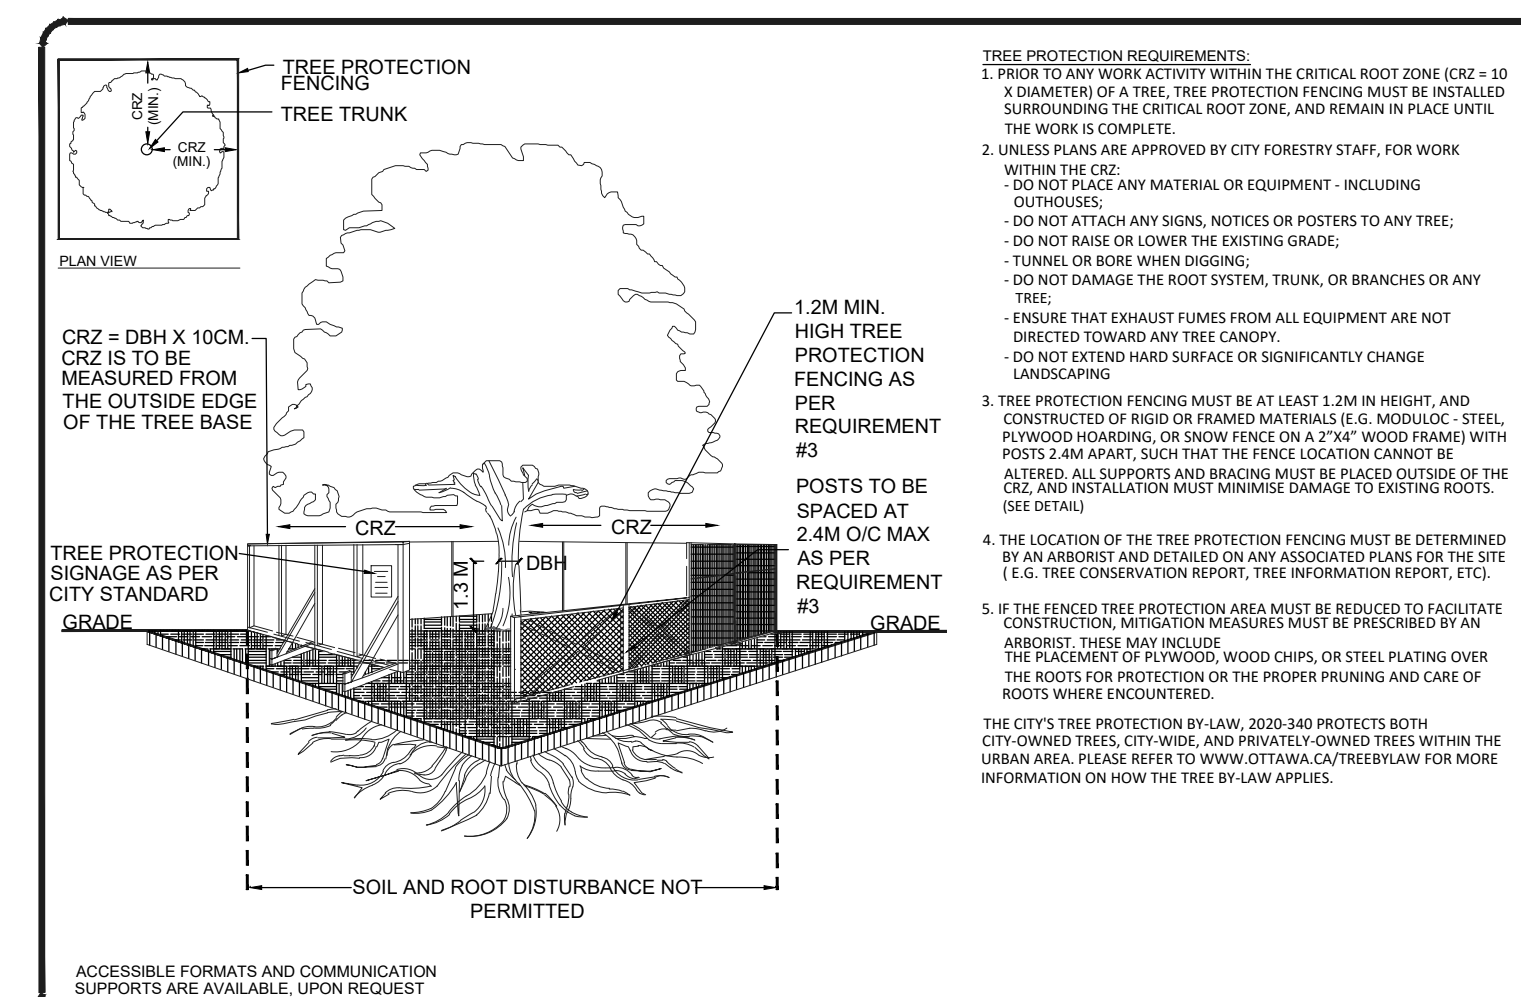 TREE PROTECTION
FENCING
TREE TRUNK
CRZ
(MIN.)
CRZ
(MIN.)
PLAN VIEW
CRZ = DBH X 10CM.
CRZ IS TO BE
MEASURED FROM
THE OUTSIDE EDGE
OF THE TREE BASE
1.2M MIN.
HIGH TREE
PROTECTION
FENCING AS
PER
REQUIREMENT
#3
POSTS TO BE
SPACED AT
2.4M O/C MAX
AS PER
REQUIREMENT
#3
CRZ
CRZ
TREE PROTECTION
SIGNAGE AS PER
CITY STANDARD
DBH
1.3 M
GRADE
GRADE
SOIL AND ROOT DISTURBANCE NOT
PERMITTED
ACCESSIBLE FORMATS AND COMMUNICATION
SUPPORTS ARE AVAILABLE, UPON REQUEST
TREE PROTECTION REQUIREMENTS:
1. PRIOR TO ANY WORK ACTIVITY WITHIN THE CRITICAL ROOT ZONE (CRZ = 10
X DIAMETER) OF A TREE, TREE PROTECTION FENCING MUST BE INSTALLED
SURROUNDING THE CRITICAL ROOT ZONE, AND REMAIN IN PLACE UNTIL
THE WORK IS COMPLETE.
2. UNLESS PLANS ARE APPROVED BY CITY FORESTRY STAFF, FOR WORK
WITHIN THE CRZ:
- DO NOT PLACE ANY MATERIAL OR EQUIPMENT - INCLUDING
OUTHOUSES;
- DO NOT ATTACH ANY SIGNS, NOTICES OR POSTERS TO ANY TREE;
- DO NOT RAISE OR LOWER THE EXISTING GRADE;
- TUNNEL OR BORE WHEN DIGGING;
- DO NOT DAMAGE THE ROOT SYSTEM, TRUNK, OR BRANCHES OR ANY
TREE;
- ENSURE THAT EXHAUST FUMES FROM ALL EQUIPMENT ARE NOT
DIRECTED TOWARD ANY TREE CANOPY.
- DO NOT EXTEND HARD SURFACE OR SIGNIFICANTLY CHANGE
LANDSCAPING
3. TREE PROTECTION FENCING MUST BE AT LEAST 1.2M IN HEIGHT, AND
CONSTRUCTED OF RIGID OR FRAMED MATERIALS (E.G. MODULOC - STEEL,
PLYWOOD HOARDING, OR SNOW FENCE ON A 2”X4” WOOD FRAME) WITH
POSTS 2.4M APART, SUCH THAT THE FENCE LOCATION CANNOT BE
ALTERED. ALL SUPPORTS AND BRACING MUST BE PLACED OUTSIDE OF THE
CRZ, AND INSTALLATION MUST MINIMISE DAMAGE TO EXISTING ROOTS.
(SEE DETAIL)
4. THE LOCATION OF THE TREE PROTECTION FENCING MUST BE DETERMINED
BY AN ARBORIST AND DETAILED ON ANY ASSOCIATED PLANS FOR THE SITE
( E.G. TREE CONSERVATION REPORT, TREE INFORMATION REPORT, ETC).
5. IF THE FENCED TREE PROTECTION AREA MUST BE REDUCED TO FACILITATE
CONSTRUCTION, MITIGATION MEASURES MUST BE PRESCRIBED BY AN
ARBORIST. THESE MAY INCLUDE
THE PLACEMENT OF PLYWOOD, WOOD CHIPS, OR STEEL PLATING OVER
THE ROOTS FOR PROTECTION OR THE PROPER PRUNING AND CARE OF
ROOTS WHERE ENCOUNTERED.
THE CITY'S TREE PROTECTION BY-LAW, 2020-340 PROTECTS BOTH
CITY-OWNED TREES, CITY-WIDE, AND PRIVATELY-OWNED TREES WITHIN THE
URBAN AREA. PLEASE REFER TO WWW.OTTAWA.CA/TREEBYLAW FOR MORE
INFORMATION ON HOW THE TREE BY-LAW APPLIES.